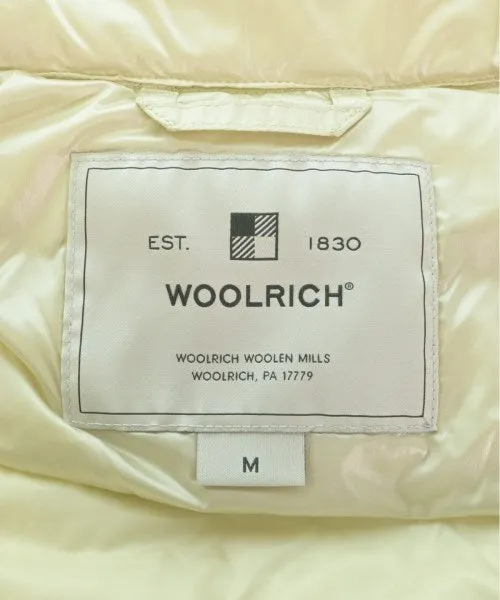 EST. 1830
WOOLRICH®
WOOLRICH WOOLEN MILLS
WOOLRICH, PA 17779
M